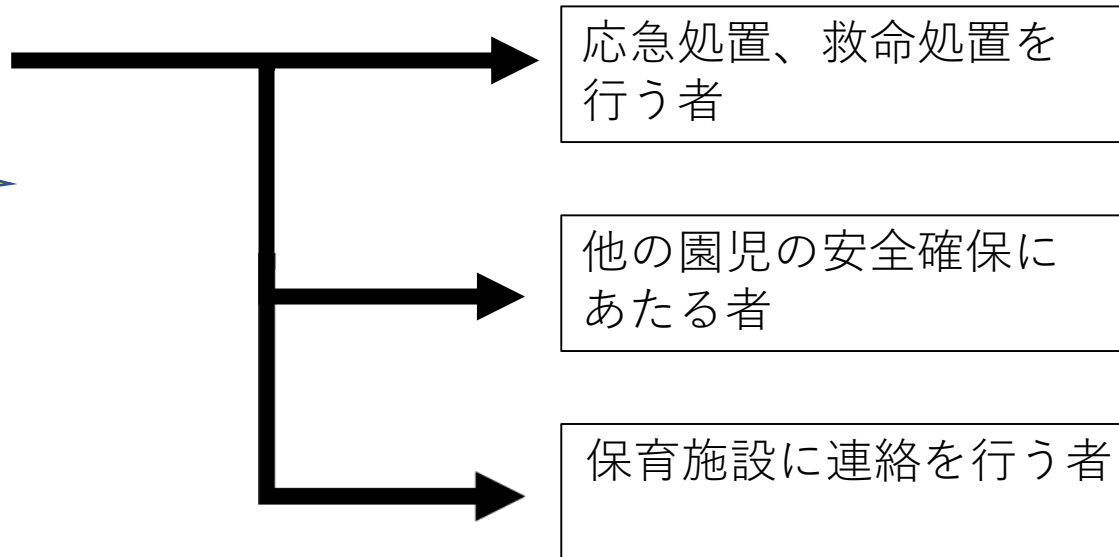 応急処置、救命処置を
行う者
他の園児の安全確保に
あたる者
保育施設に連絡を行う者